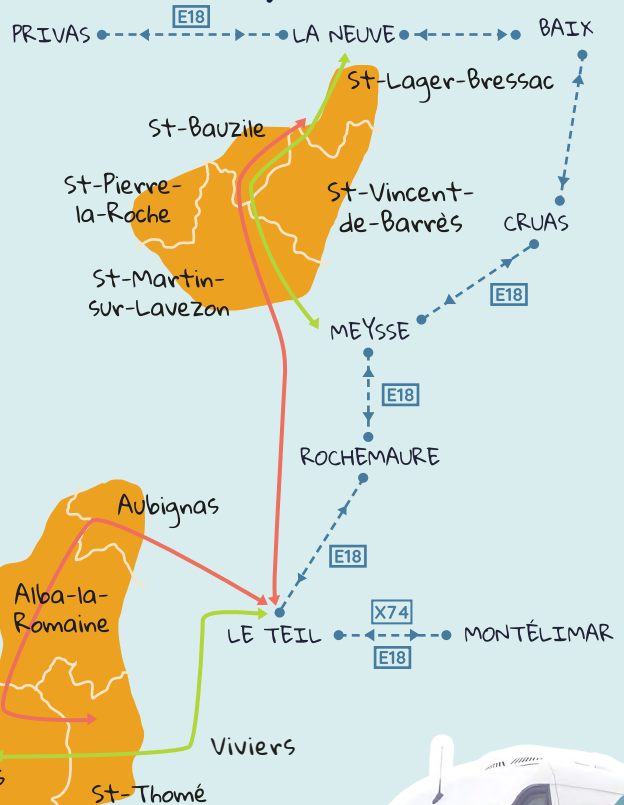 E18
PRIVAS
LA NEUVE
BAIX
St-Lager-Bressac
St-Bauzile
St-Pierre-
la-Roche
St-Vincent-
de-Barrès
CRUAS
St-Martin-
sur-Lavezon
E18
MEYSSE
E18
ROCHEMAURE
Aubignas
E18
Alba-la-
Romaine
X74
LE TEIL
MONTÉLIMAR
E18
Viviers
St-Thomé